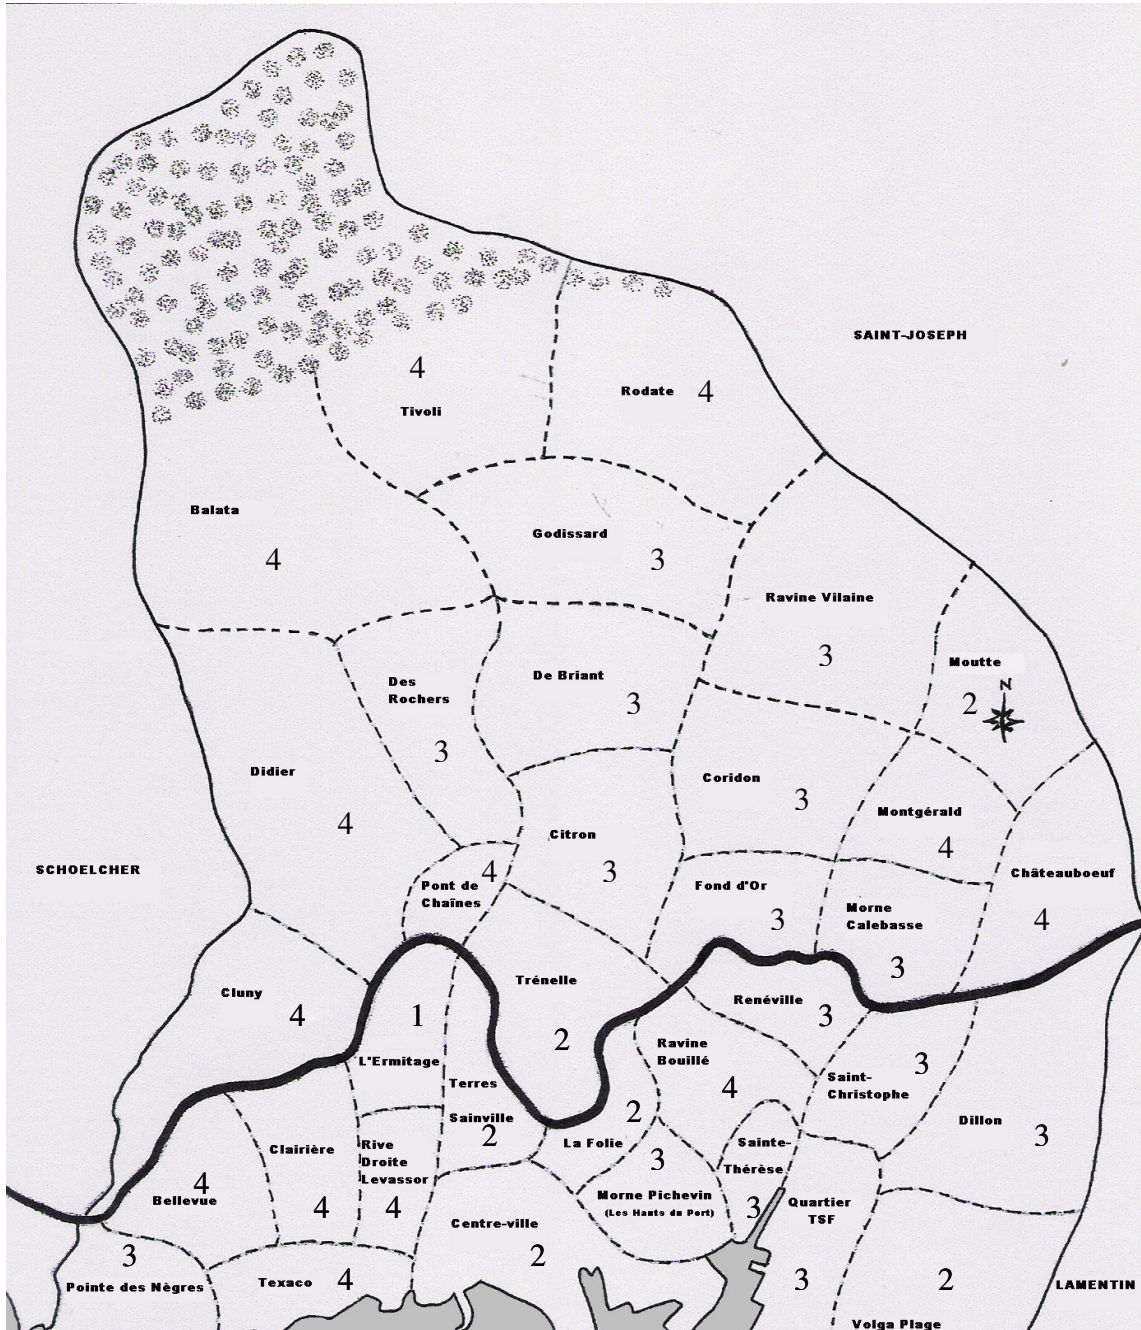 SAINT-JOSEPH
4
Tivoli
Rodate 4
Balata
4
Godissard
3
Ravine Vilaine
3
Moutte
2
N
Des
Rochers
3
De Briant
3
Didier
4
Coridon
3
Citron
3
Montgérald
4
SCHOELCHER
Pont de
Chaînes
4
Fond d'Or
3
Châteauboeuf
4
Morne
Calebasse
3
Cluny
4
1
L'Ermitage
Trénelle
2
Renéville
3
Ravine
Bouillé
4
Saint-
Christophe
3
Terres
Sainville
2
2
La Folie
Dillon
3
Clairière
4
Rive
Droite
Levassor
4
Sainte-
Thérèse
3
4
Bellevue
3
Morne Pichevin
(Les Hauts du Port)
Quartier
TSF
3
Centre-ville
2
3
Pointe des Nègres
Texaco 4
2
Volga Plage
LAMENTIN